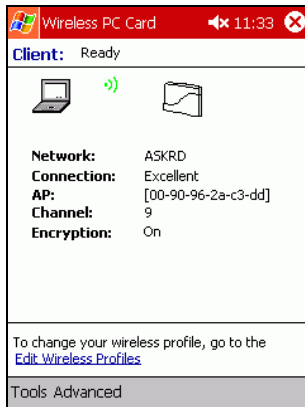 Wireless PC Card 11:33
Client: Ready
Network: ASKRD
Connection: Excellent
AP: [00-90-96-2a-c3-dd]
Channel: 9
Encryption: On
To change your wireless profile, go to the
Edit Wireless Profiles
Tools Advanced